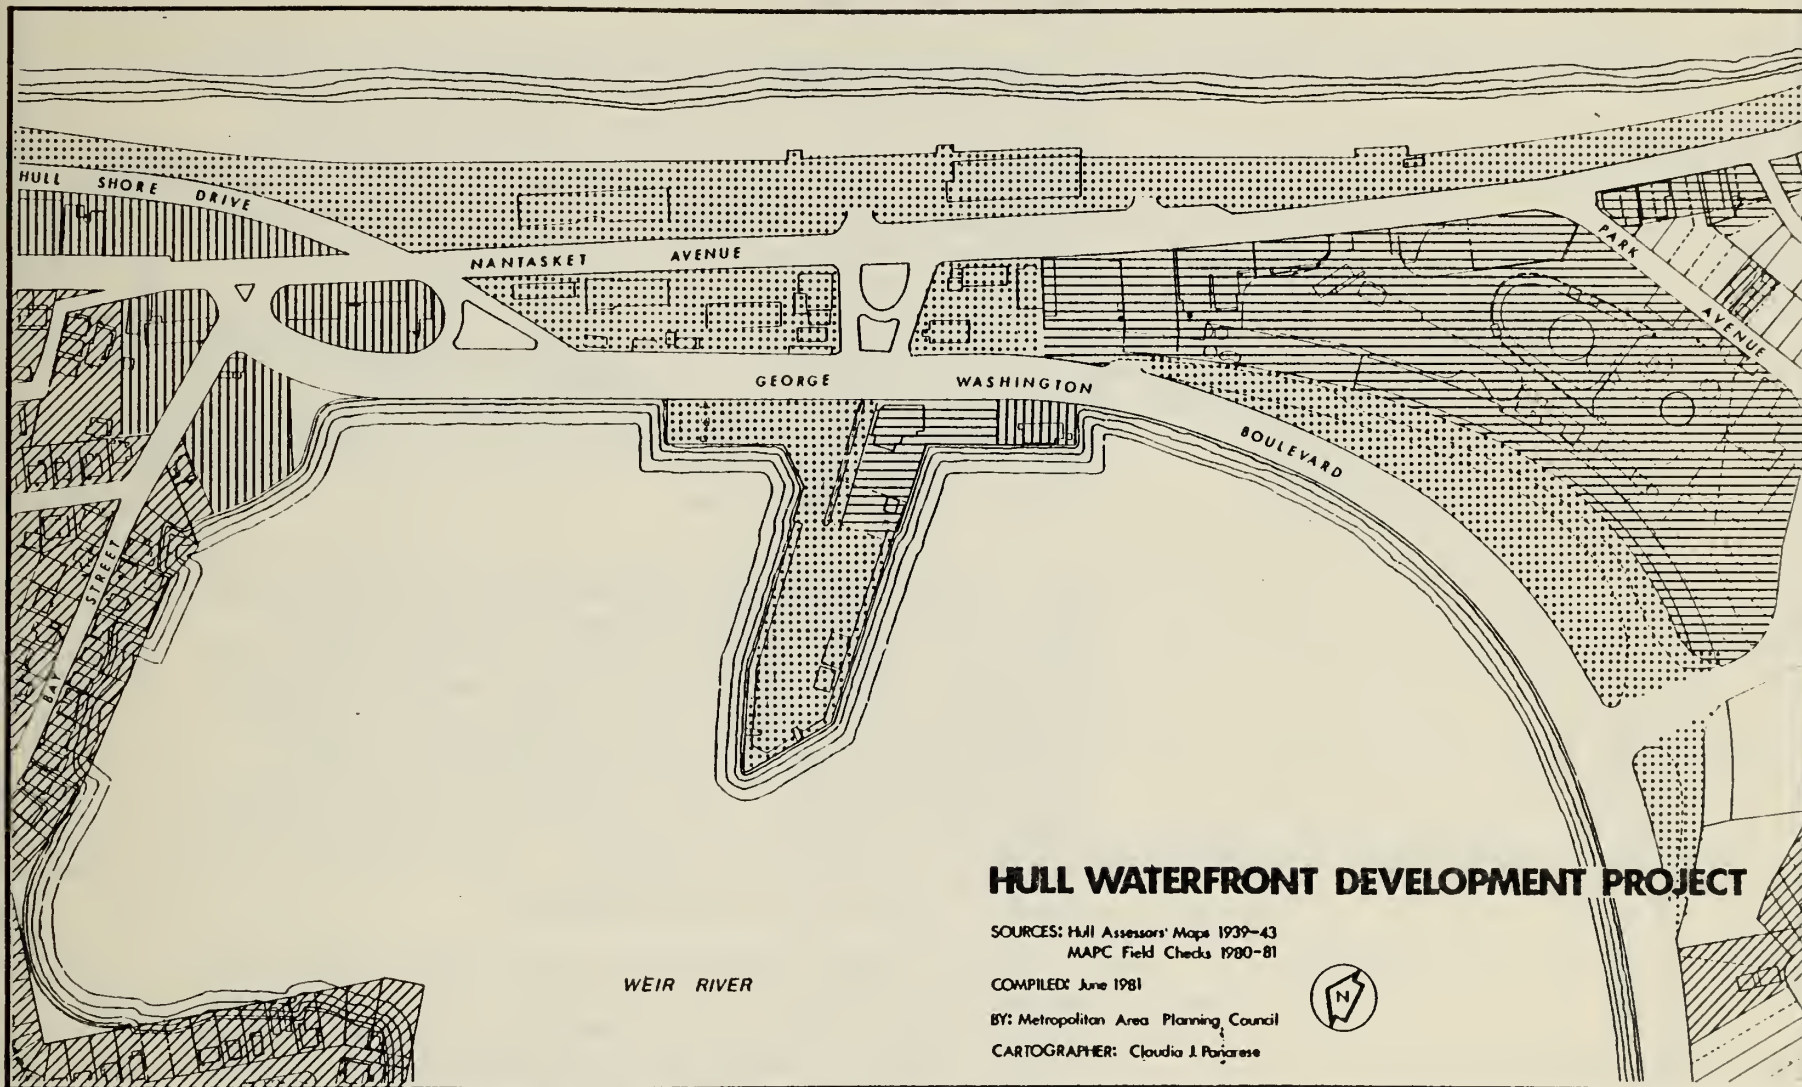 HULL SHORE DRIVE
NANTASKET AVENUE
PARK AVENUE
GEORGE WASHINGTON BOULEVARD
BAY STREET
HULL WATERFRONT DEVELOPMENT PROJECT
SOURCES: Hull Assessors' Maps 1939-43
MAPC Field Checks 1980-81
WEIR RIVER
COMPILED: June 1981
N
BY: Metropolitan Area Planning Council
CARTOGRAPHER: Claudia J. Panarese